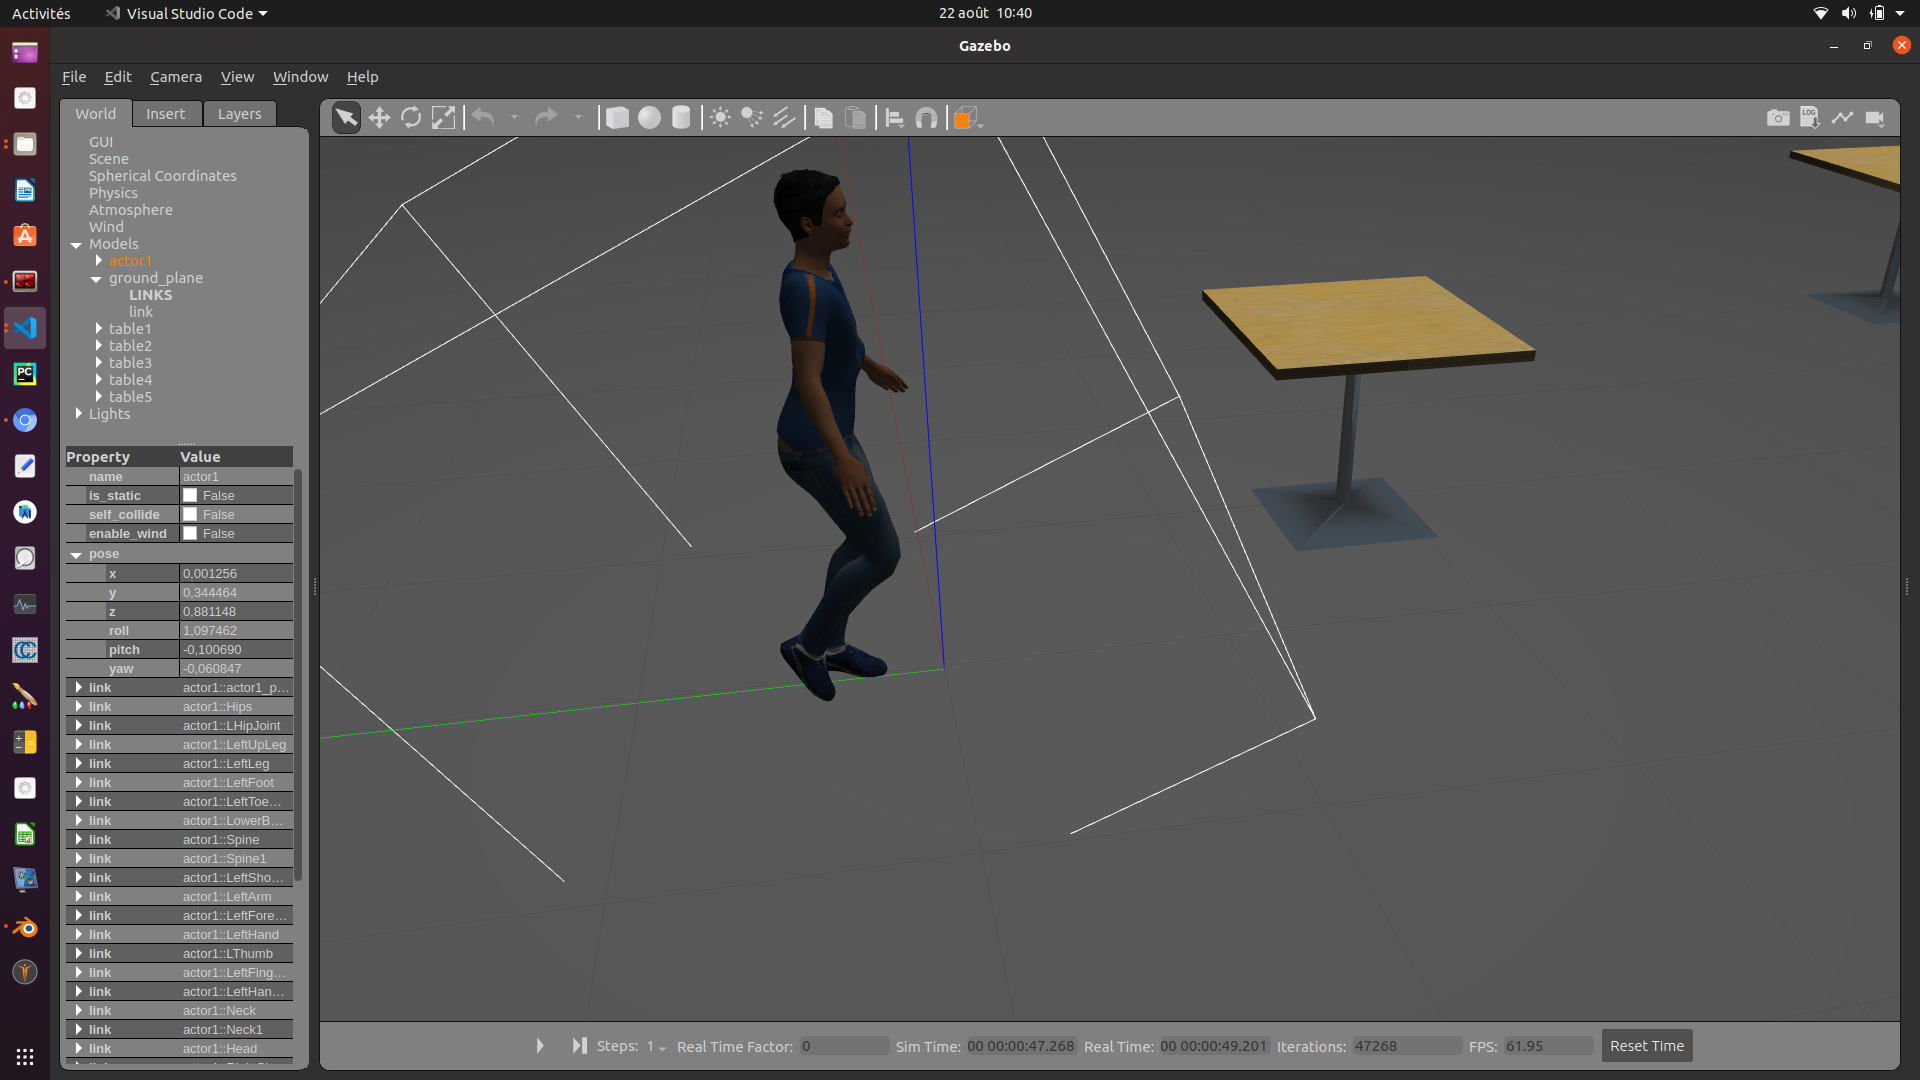 Activités
Visual Studio Code
22 août 10:40
Gazebo
File Edit Camera View Window Help
World Insert Layers
GUI
Scene
Spherical Coordinates
Physics
Atmosphere
Wind
Models
actor1
ground_plane
LINKS
link
table1
table2
table3
table4
table5
Lights
Property Value
name actor1
is_static False
self_collide False
enable_wind False
pose
x 0,001256
y 0,344464
z 0,881148
roll 1,097462
pitch -0,100690
yaw -0,060847
link actor1::actor1_p...
link actor1::Hips
link actor1::LHipJoint
link actor1::LeftUpLeg
link actor1::LeftLeg
link actor1::LeftFoot
link actor1::LeftToe...
link actor1::LowerB...
link actor1::Spine
link actor1::Spine1
link actor1::LeftSho...
link actor1::LeftArm
link actor1::LeftFore...
link actor1::LeftHand
link actor1::LThumb
link actor1::LeftFing...
link actor1::LeftHan...
link actor1::Neck
link actor1::Neck1
link actor1::Head
LOG
PC
Steps: 1 Real Time Factor: 0 Sim Time: 00 00:00:47.268 Real Time: 00 00:00:49.201 Iterations: 47268 FPS: 61.95 Reset Time